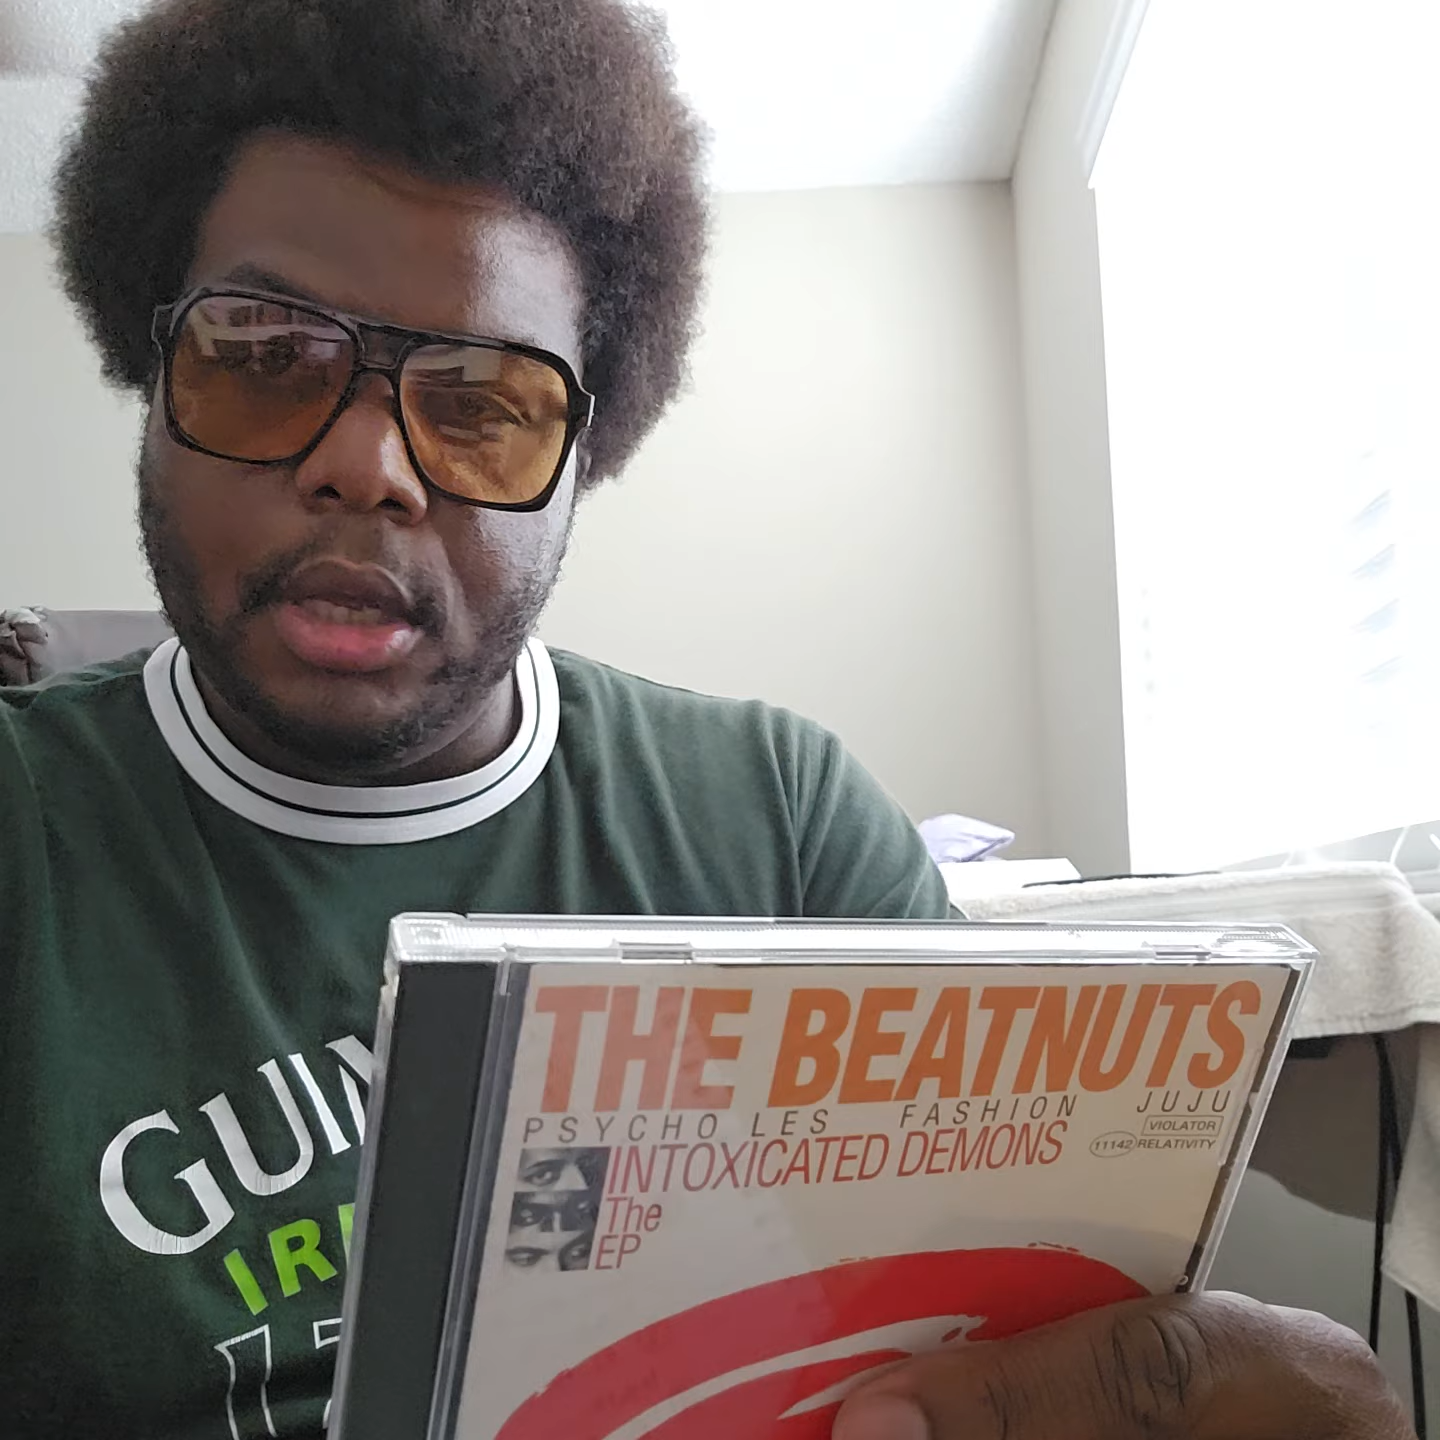 THE BEATNUTS
PSYCHO LES FASHION JUJU
INTOXICATED DEMONS
The
EP
VIOLATOR
11142 RELATIVITY